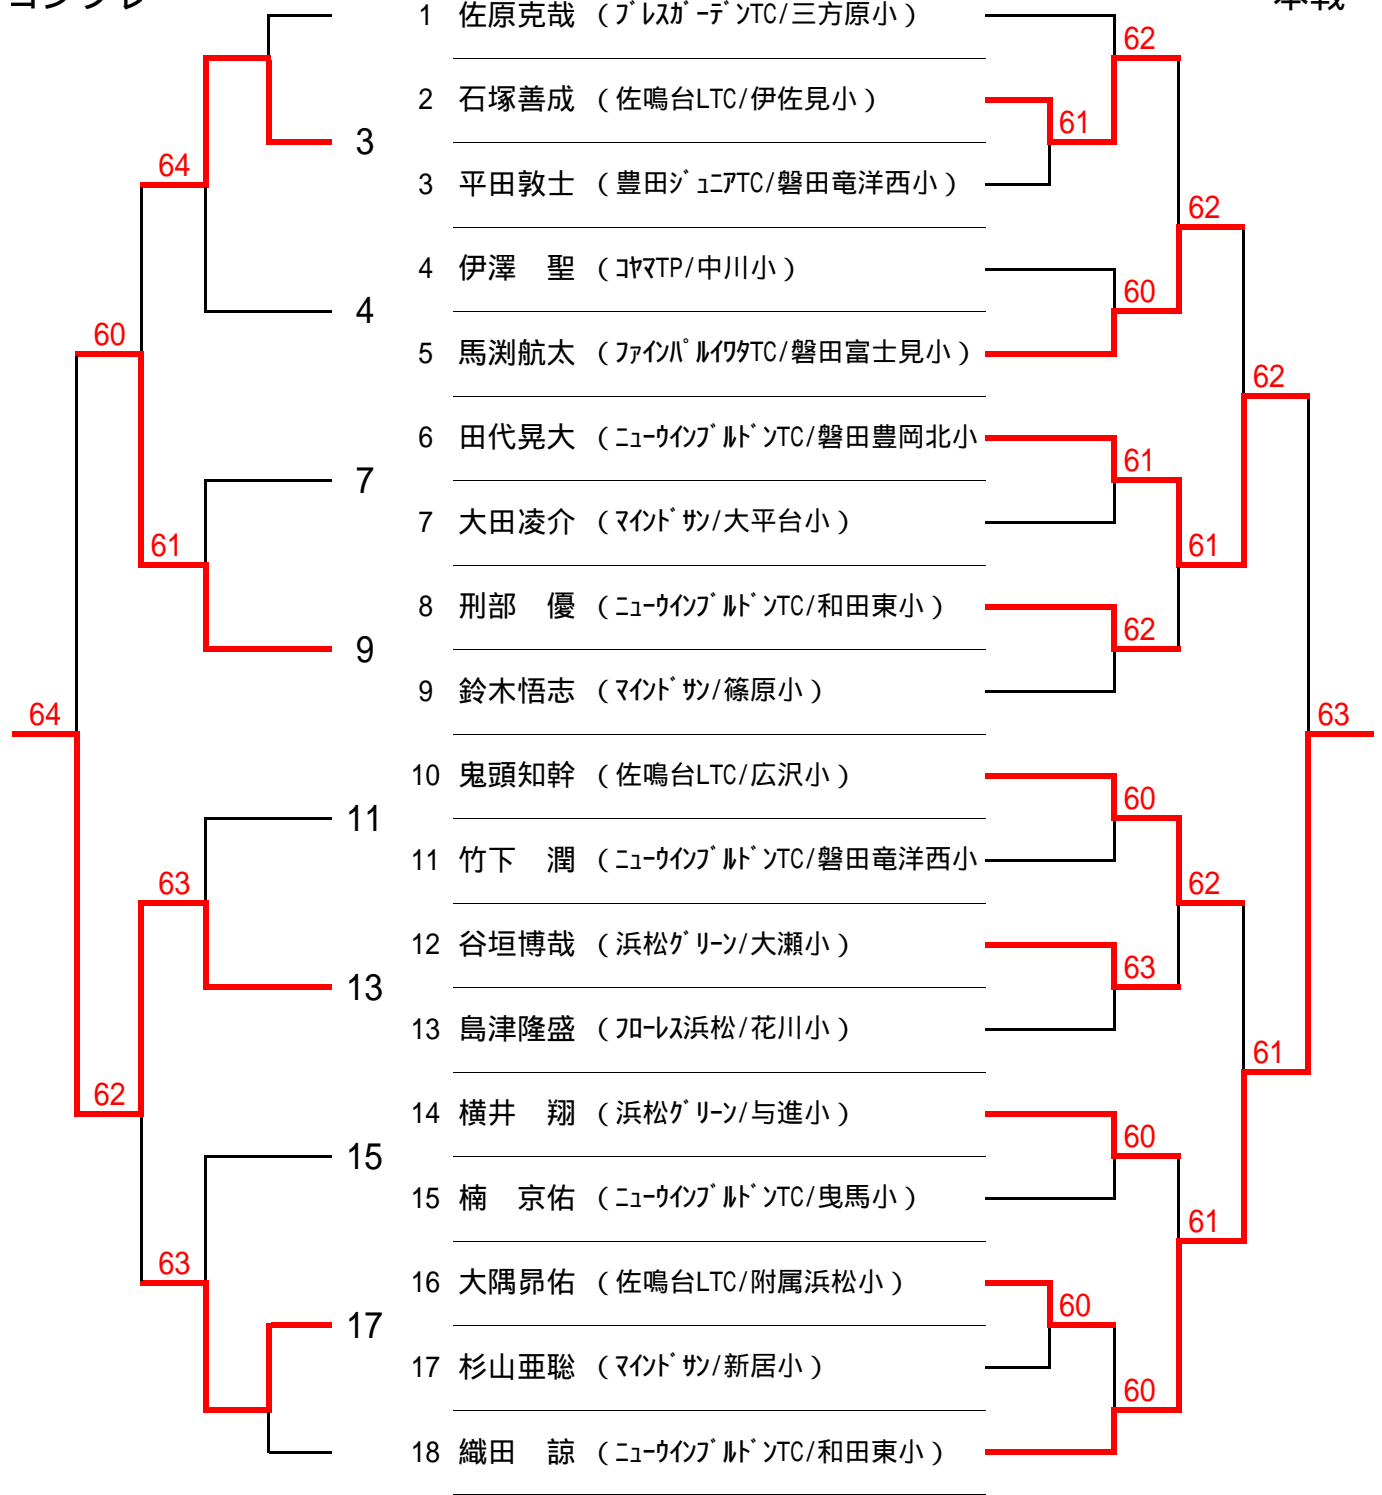 コンソレ
本戦
1 佐原克哉 (ブレスガーデンTC/三方原小)
62
2 石塚善成 (佐鳴台LTC/伊佐見小)
61
3
64
3 平田敦士 (豊田ジュニアTC/磐田竜洋西小)
62
4 伊澤 聖 (コヤマTP/中川小)
60
4
60
5 馬渕航太 (ファインパルイワタTC/磐田富士見小)
62
6 田代晃大 (ニューウインブルドンTC/磐田豊岡北小
61
7
7 大田凌介 (マインドサン/大平台小)
61
61
8 刑部 優 (ニューウインブルドンTC/和田東小)
62
9
9 鈴木悟志 (マインドサン/篠原小)
64
63
10 鬼頭知幹 (佐鳴台LTC/広沢小)
60
11
11 竹下 潤 (ニューウインブルドンTC/磐田竜洋西小
63
62
12 谷垣博哉 (浜松グリーン/大瀬小)
63
13
13 島津隆盛 (フローレス浜松/花川小)
61
62
14 横井 翔 (浜松グリーン/与進小)
60
15
15 楠 京佑 (ニューウインブルドンTC/曳馬小)
61
63
16 大隅昴佑 (佐鳴台LTC/附属浜松小)
60
17
17 杉山亜聡 (マインドサン/新居小)
60
18 織田 諒 (ニューウインブルドンTC/和田東小)